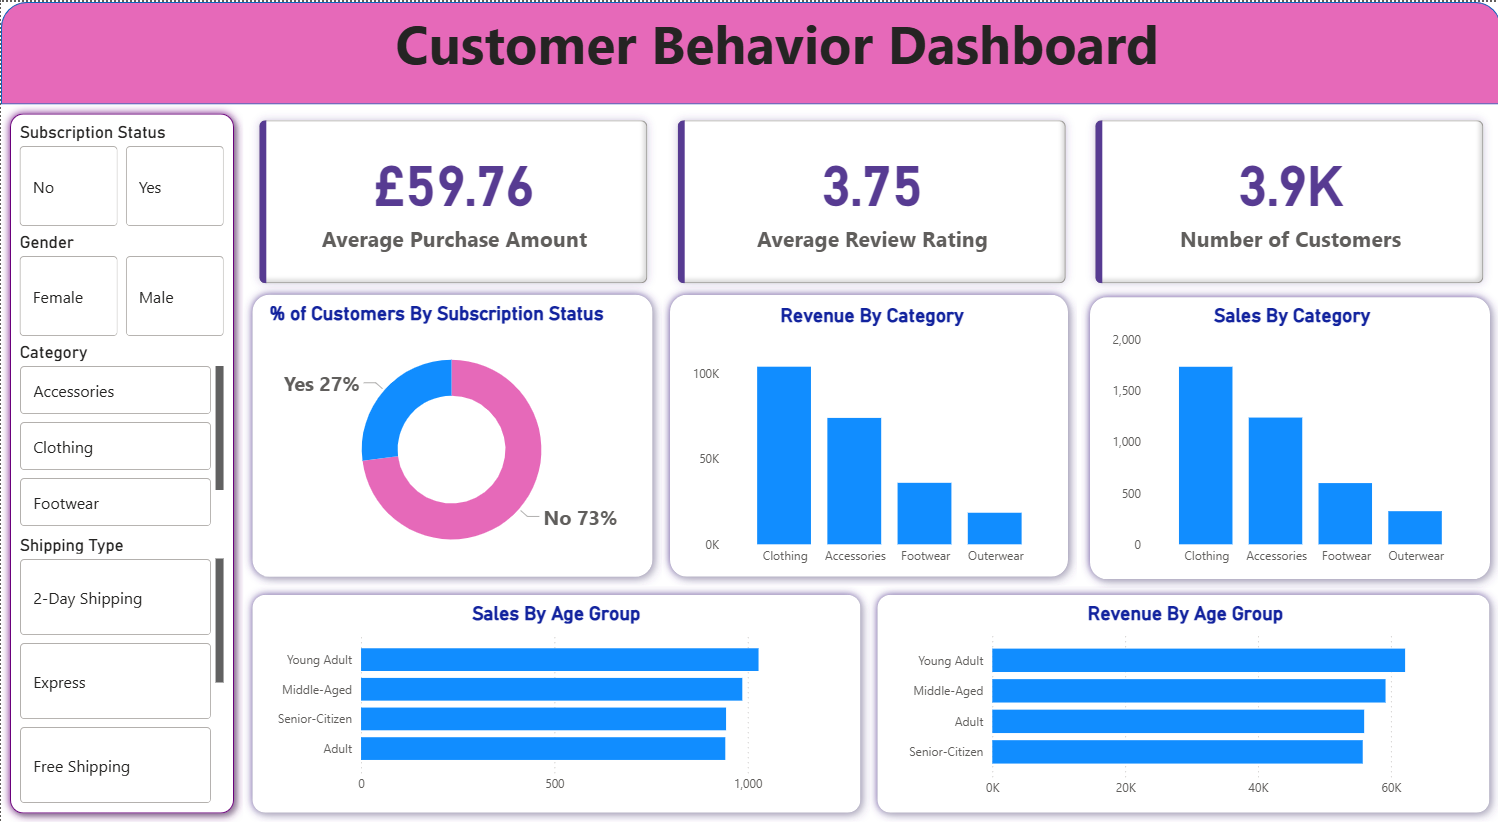 Customer Behavior Dashboard
Subscription Status
No
Yes
Gender
Female
Male
Category
Accessories
Clothing
Footwear
Shipping Type
2-Day Shipping
Express
Free Shipping
£59.76
Average Purchase Amount
3.75
Average Review Rating
3.9K
Number of Customers
% of Customers By Subscription Status
Yes 27%
No 73%
Revenue By Category
100K
50K
0K
Clothing Accessories Footwear Outerwear
Sales By Category
2,000
1,500
1,000
500
0
Clothing Accessories Footwear Outerwear
Sales By Age Group
Young Adult
Middle-Aged
Senior-Citizen
Adult
0 500 1,000
Revenue By Age Group
Young Adult
Middle-Aged
Adult
Senior-Citizen
0K 20K 40K 60K